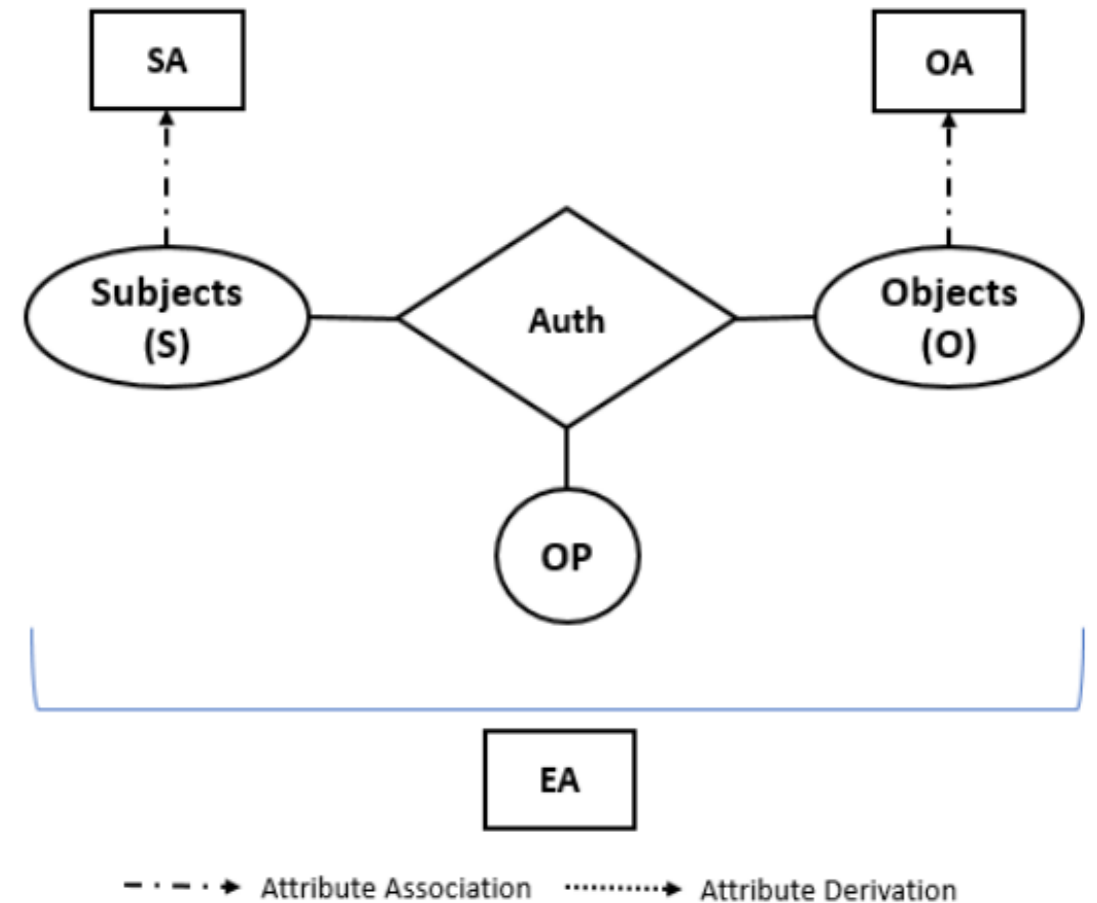 SA
OA
Subjects
(S)
Auth
Objects
(O)
OP
EA
Attribute Association
Attribute Derivation